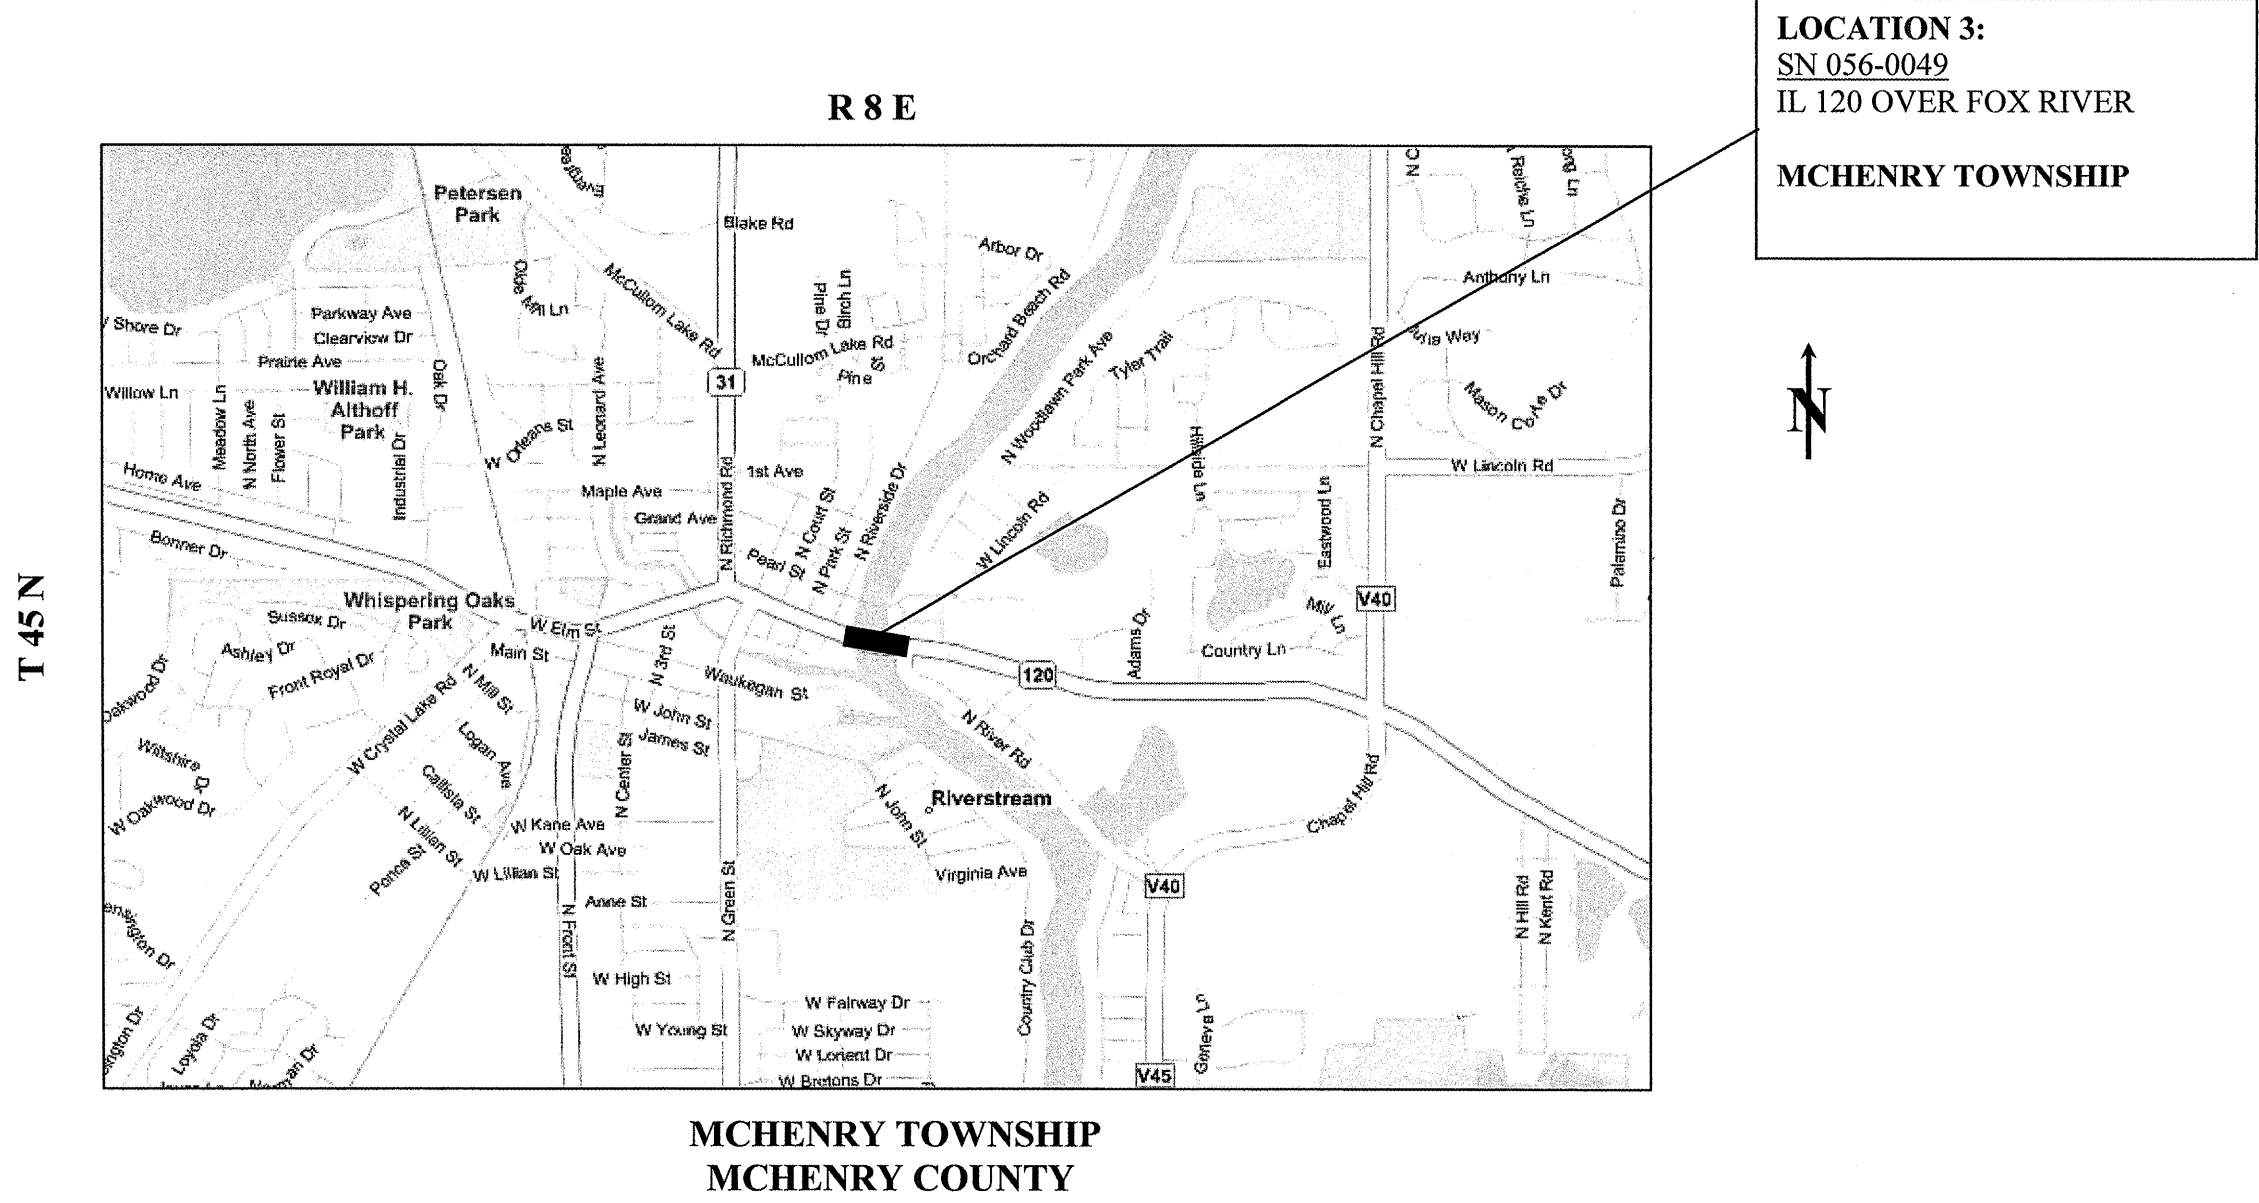 LOCATION 3:
SN 056-0049
IL 120 OVER FOX RIVER
MCHENRY TOWNSHIP
R 8 E
T 45 N
N
Petersen
Park
Blake Rd
Arbor Dr
Anthony Ln
Olde
Mill Ln
McCullom Lake Rd
Pine Dr
Birch Ln
Orchard Beach Rd
Shore Dr
Parkway Ave
Clearview Dr
Prairie Ave
Willow Ln
William H.
Althoff
Park
Oak Dr
Meadow Ln
N North Ave
Flower St
Industrial Dr
W Orleans St
N Leonard Ave
31
McCullom Lake Rd
Pine St
N Woodlawn Park Ave
Tyler Trail
Hillside Ln
N Chapel Hill Rd
Way
Mason
Dr
W Lincoln Rd
Home Ave
Bonner Dr
Maple Ave
Grand Ave
N Richmond Rd
1st Ave
Pearl St
N Court St
N Park St
N Riverside Dr
W Lincoln Rd
Eastwood Ln
Palamino Dr
V40
Mill Ln
Country Ln
Adams Dr
Whispering Oaks
Park
Sussex Dr
Ashley Dr
Front Royal Dr
Oakwood Dr
W Elm St
Main St
N 3rd St
Waukegan St
120
N Mill St
W Crystal Lake Rd
W John St
James St
N Center St
Logan Ave
Wiltshire Dr
W Oakwood Dr
Callista St
N Lillian St
Ponca St
N River Rd
Riverstream
N John St
Virginia Ave
Chapel Hill Rd
V40
W Kane Ave
W Oak Ave
W Lillian St
Anne St
N Front St
N Green St
Country Club Dr
N Hill Rd
N Kent Rd
W High St
W Young St
W Fairway Dr
W Skyway Dr
W Lorient Dr
W Bretons Dr
Loyola Dr
Geneva Ln
V45
MCHENRY TOWNSHIP
MCHENRY COUNTY